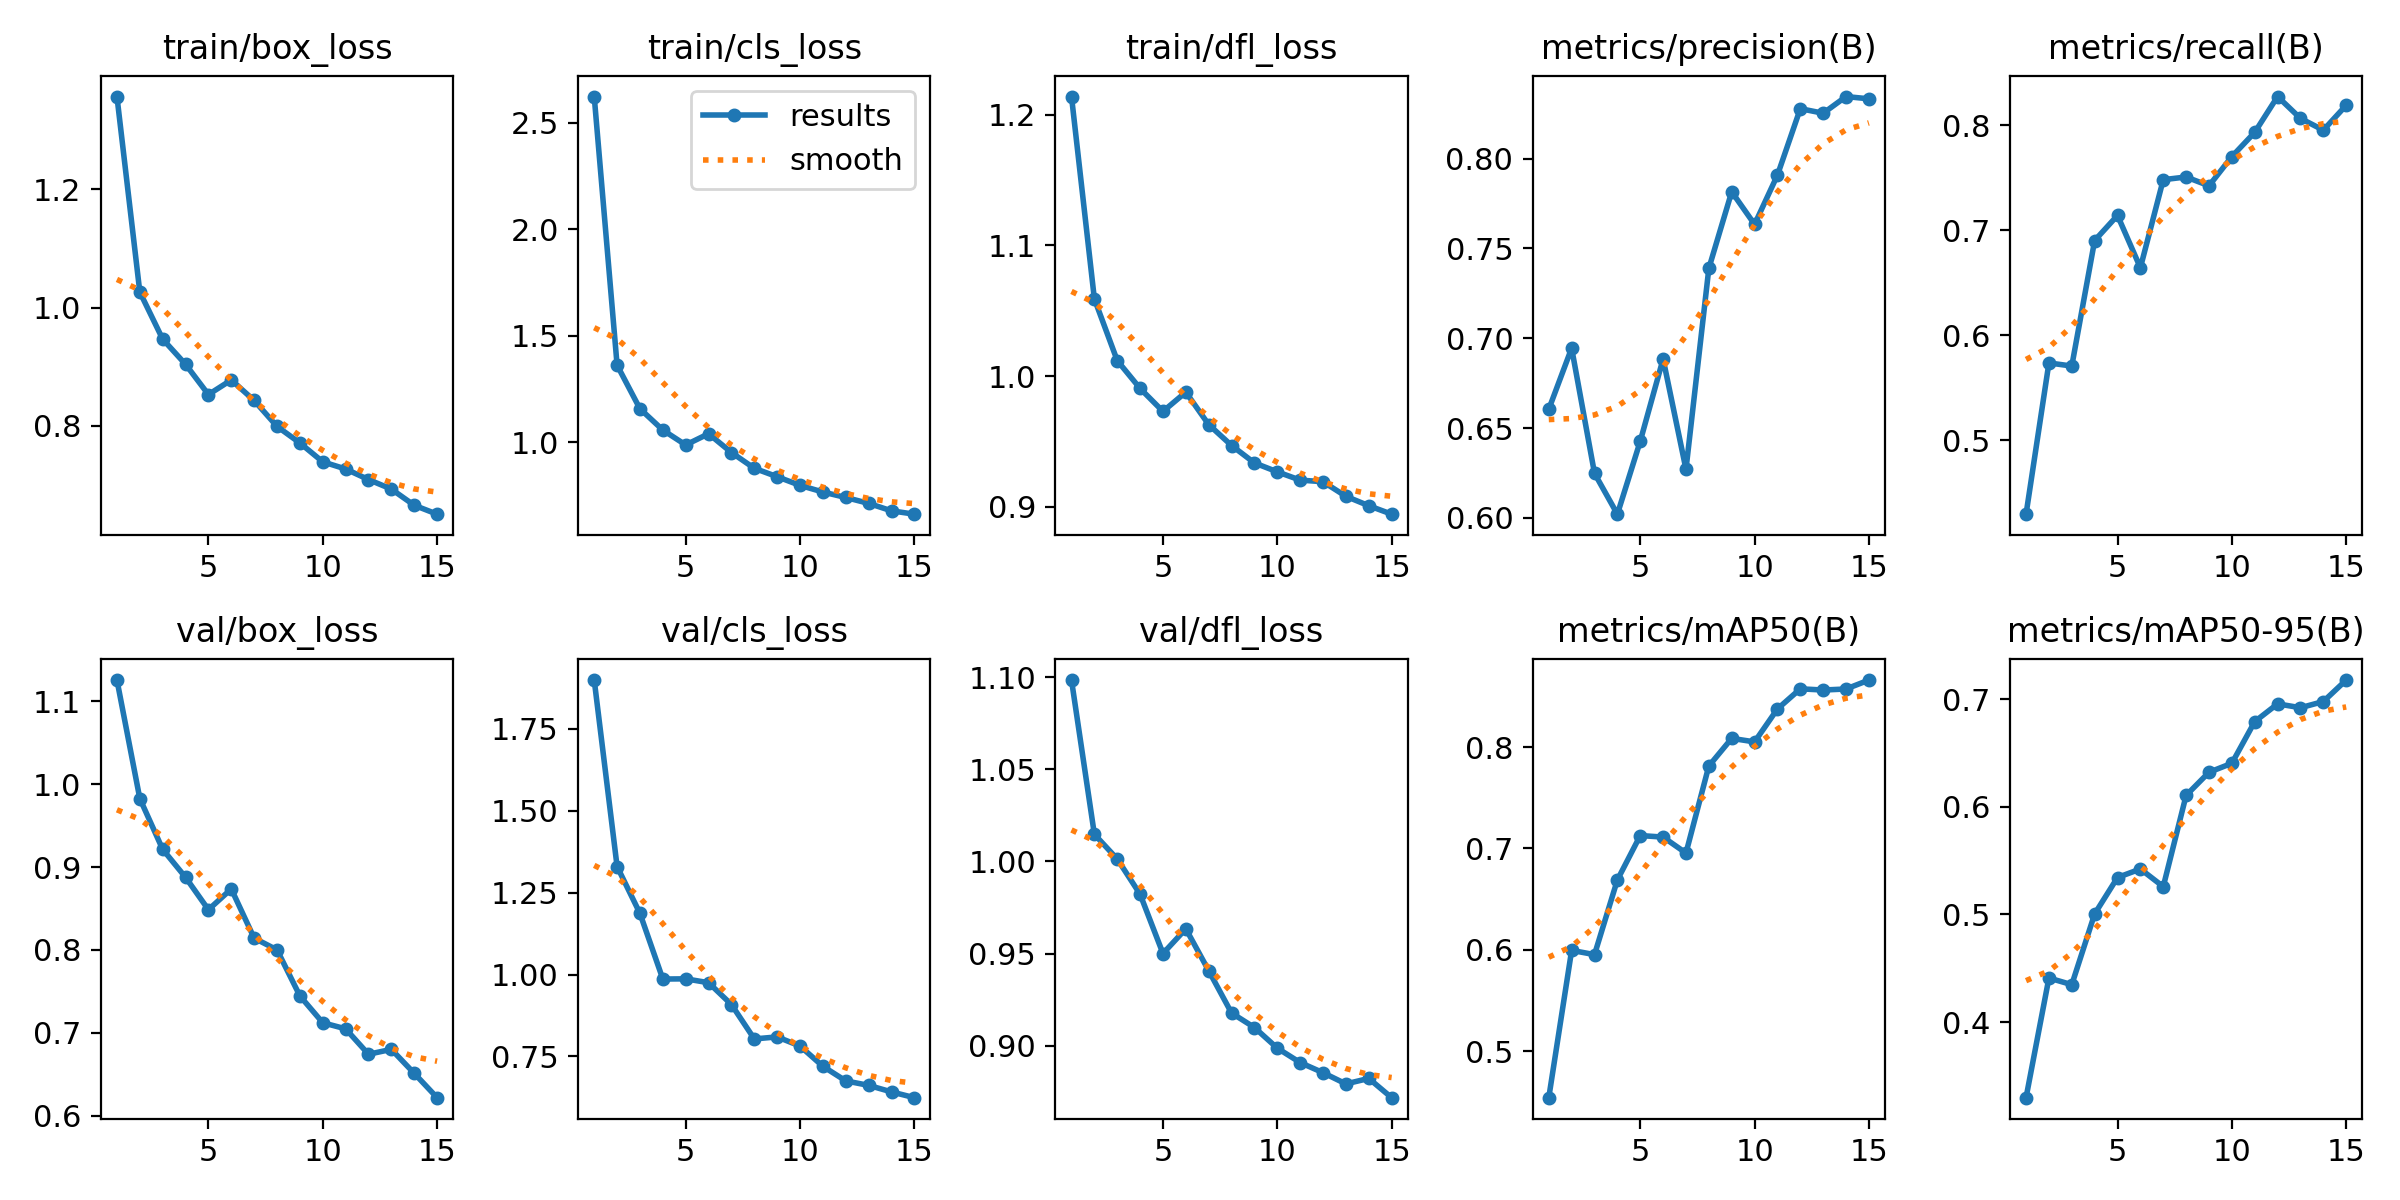 train/box_loss
1.2
1.0
0.8
5 10 15
train/cls_loss
results
smooth
2.5
2.0
1.5
1.0
5 10 15
train/dfl_loss
1.2
1.1
1.0
0.9
5 10 15
metrics/precision(B)
0.80
0.75
0.70
0.65
0.60
5 10 15
metrics/recall(B)
0.8
0.7
0.6
0.5
5 10 15
val/box_loss
1.1
1.0
0.9
0.8
0.7
0.6
5 10 15
val/cls_loss
1.75
1.50
1.25
1.00
0.75
5 10 15
val/dfl_loss
1.10
1.05
1.00
0.95
0.90
5 10 15
metrics/mAP50(B)
0.8
0.7
0.6
0.5
5 10 15
metrics/mAP50-95(B)
0.7
0.6
0.5
0.4
5 10 15